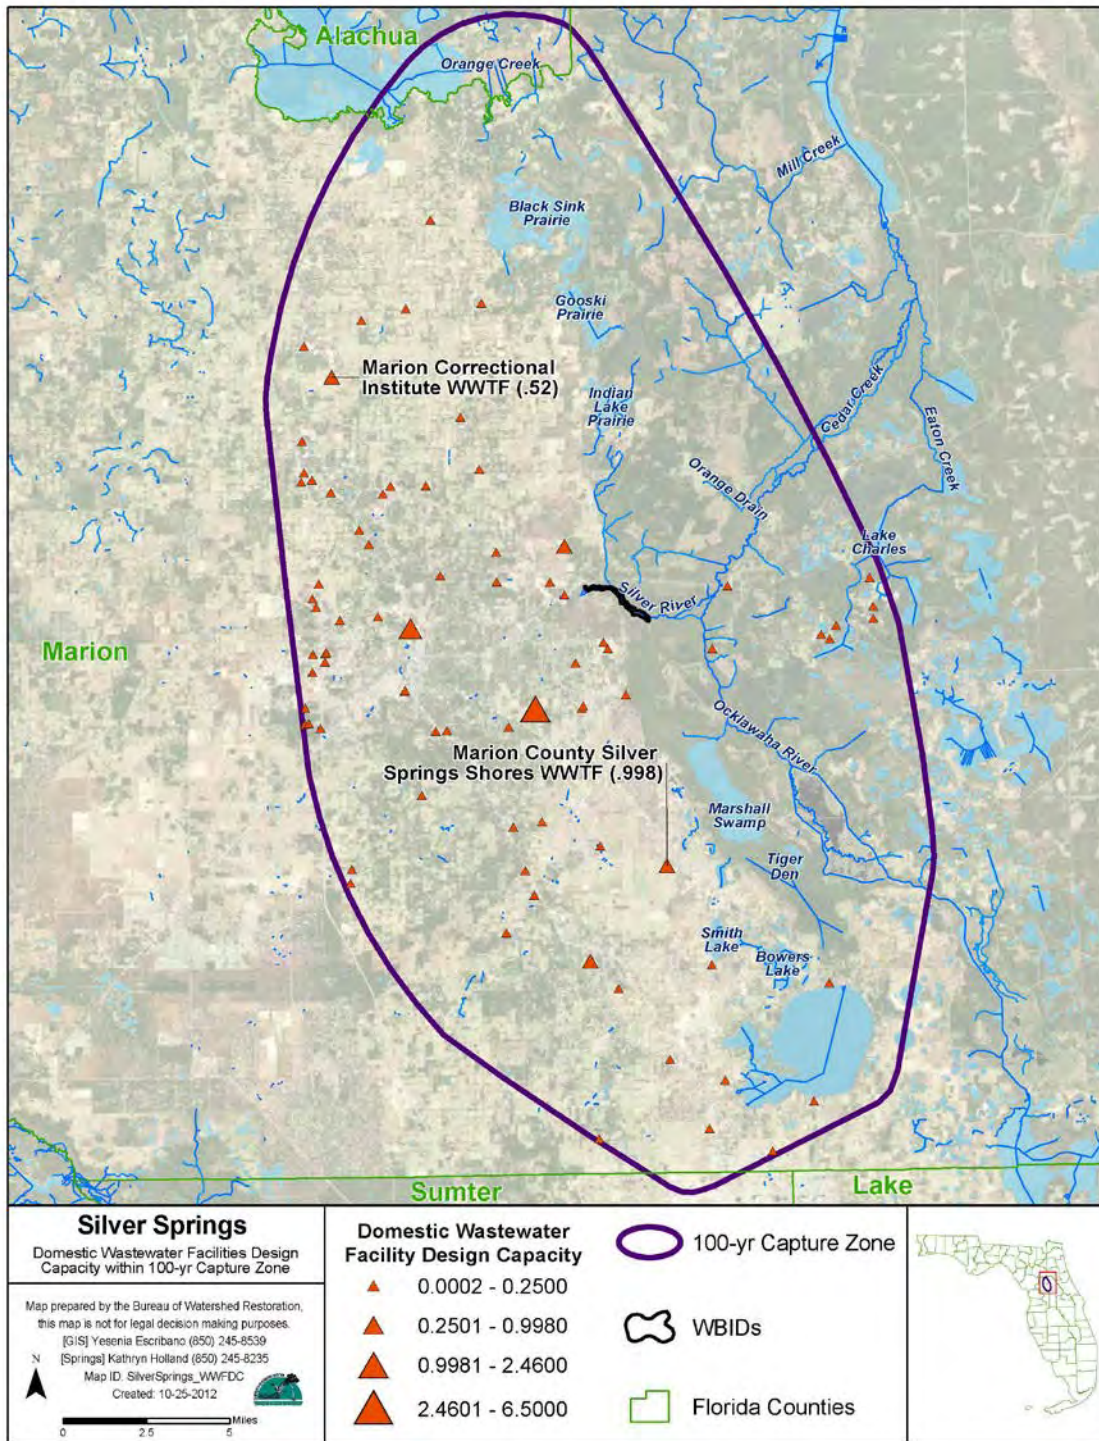 Alachua
Orange Creek
Mill Creek
Black Sink
Prairie
Gooski
Prairie
Marion Correctional
Institute WWTF (.52)
Indian
Lake
Prairie
Cedar Creek
Eaton Creek
Orange Drain
Lake
Charles
Silver River
Marion
Ocklawaha River
Marion County Silver
Springs Shores WWTF (.998)
Marshall
Swamp
Tiger
Den
Smith
Lake
Bowers
Lake
Sumter
Lake
Silver Springs
Domestic Wastewater Facilities Design
Capacity within 100-yr Capture Zone
Map prepared by the Bureau of Watershed Restoration,
this map is not for legal decision making purposes.
[GIS] Yesenia Escribano (850) 245-8539
[Springs] Kathryn Holland (850) 245-8235
Map ID. SilverSprings_WWFDC
Created: 10-25-2012
N
Miles
0 2.5 5
Domestic Wastewater
Facility Design Capacity
0.0002 - 0.2500
0.2501 - 0.9980
0.9981 - 2.4600
2.4601 - 6.5000
100-yr Capture Zone
WBIDs
Florida Counties